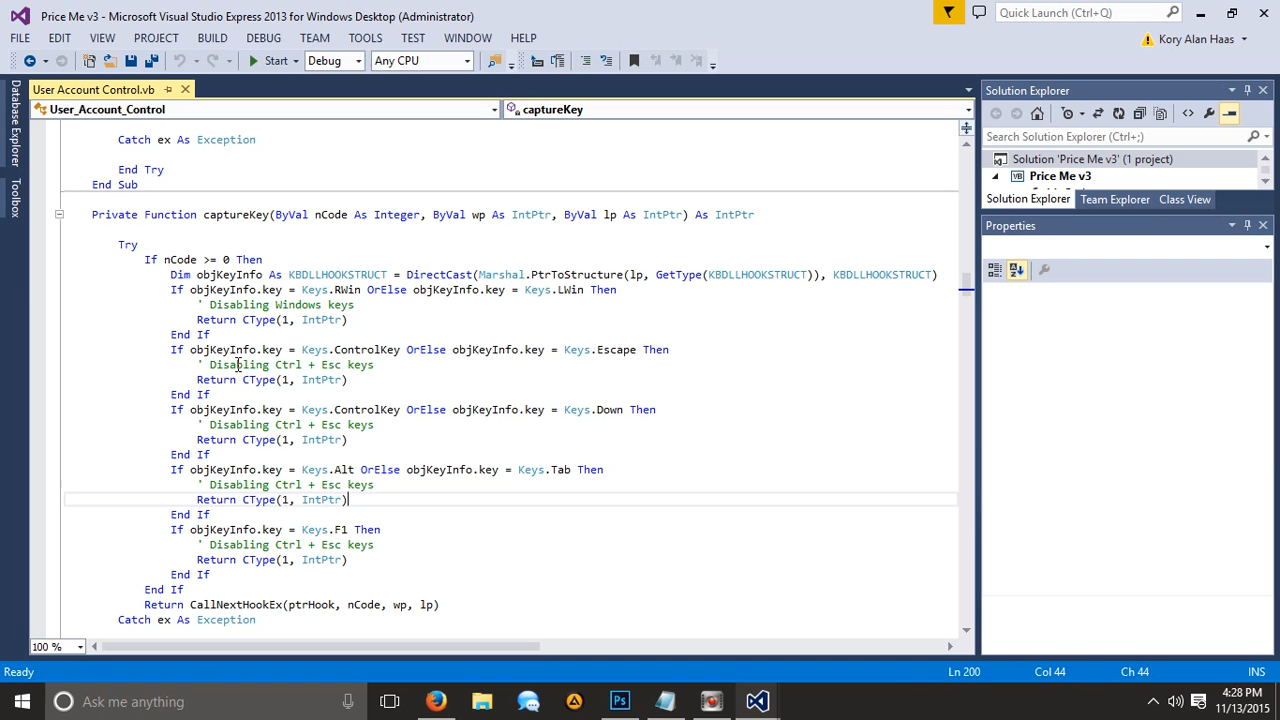 Price Me v3 - Microsoft Visual Studio Express 2013 for Windows Desktop (Administrator)
Quick Launch (Ctrl+Q)
FILE EDIT VIEW PROJECT BUILD DEBUG TEAM TOOLS TEST WINDOW HELP
Kory Alan Haas
Start Debug Any CPU
User Account Control.vb
Solution Explorer
User_Account_Control captureKey
Search Solution Explorer (Ctrl+;)
Solution 'Price Me v3' (1 project)
Price Me v3
Solution Explorer Team Explorer Class View
Properties
Database Explorer
Toolbox
Catch ex As Exception
End Try
End Sub
Private Function captureKey(ByVal nCode As Integer, ByVal wp As IntPtr, ByVal lp As IntPtr) As IntPtr
Try
If nCode >= 0 Then
Dim objKeyInfo As KBDLLHOOKSTRUCT = DirectCast(Marshal.PtrToStructure(lp, GetType(KBDLLHOOKSTRUCT)), KBDLLHOOKSTRUCT)
If objKeyInfo.key = Keys.RWin OrElse objKeyInfo.key = Keys.LWin Then
' Disabling Windows keys
Return CType(1, IntPtr)
End If
If objKeyInfo.key = Keys.ControlKey OrElse objKeyInfo.key = Keys.Escape Then
' Disabling Ctrl + Esc keys
Return CType(1, IntPtr)
End If
If objKeyInfo.key = Keys.ControlKey OrElse objKeyInfo.key = Keys.Down Then
' Disabling Ctrl + Esc keys
Return CType(1, IntPtr)
End If
If objKeyInfo.key = Keys.Alt OrElse objKeyInfo.key = Keys.Tab Then
' Disabling Ctrl + Esc keys
Return CType(1, IntPtr)
End If
If objKeyInfo.key = Keys.F1 Then
' Disabling Ctrl + Esc keys
Return CType(1, IntPtr)
End If
End If
Return CallNextHookEx(ptrHook, nCode, wp, lp)
Catch ex As Exception
100 %
Ready Ln 200 Col 44 Ch 44 INS
Ask me anything
4:28 PM
11/13/2015